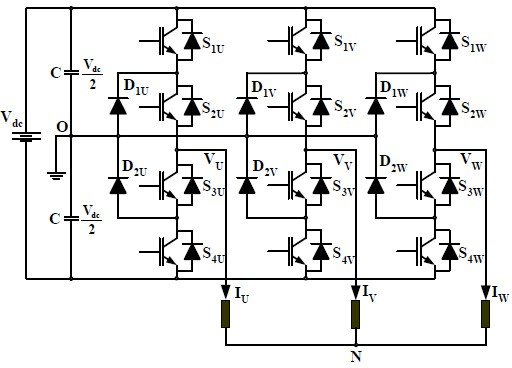 S1U S1V S1W
C Vdc/2 D1U D1V D1W
Vdc S2U S2V S2W
O
D2U VU D2V VV D2W VW
S3U S3V S3W
C Vdc/2
S4U S4V S4W
IU IV IW
N